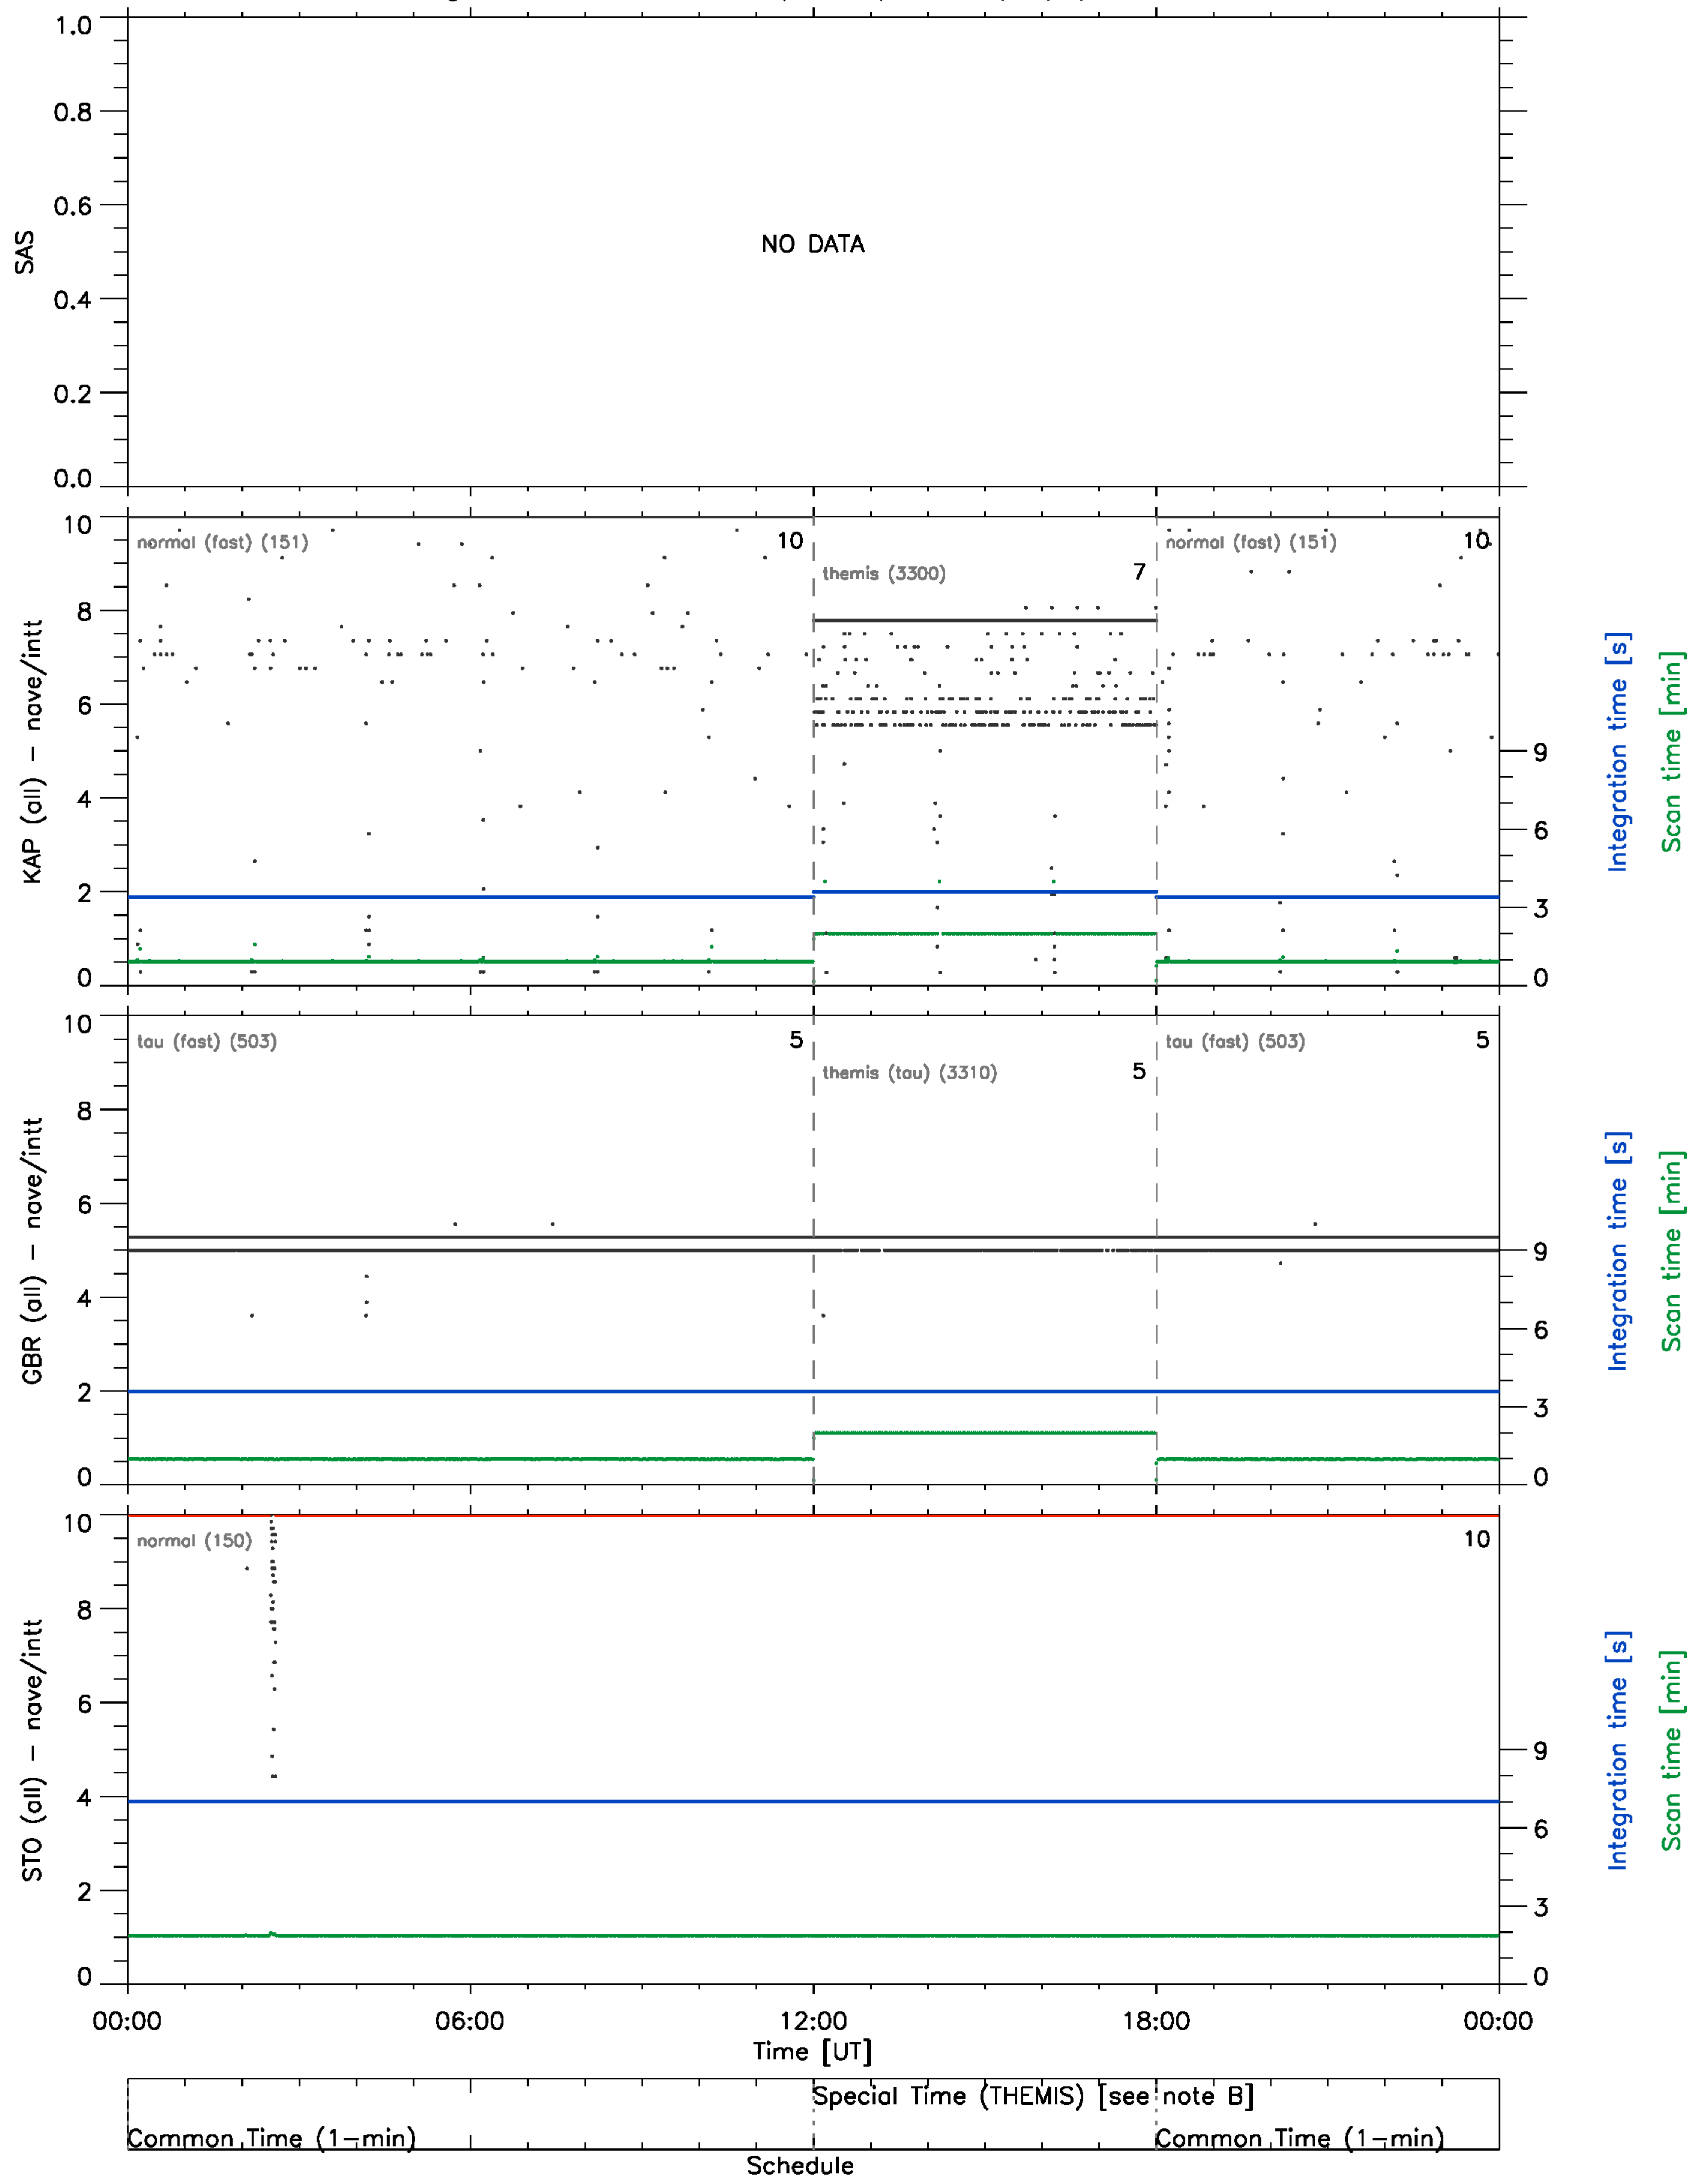 1.0
0.8
0.6
0.4
0.2
0.0
SAS
NO DATA
10
8
6
4
2
0
KAP (all) − nave/intt
normal (fast) (151)
10
themis (3300)
7
normal (fast) (151)
10
9
6
3
0
Integration time [s]
Scan time [min]
10
8
6
4
2
0
GBR (all) − nave/intt
tau (fast) (503)
5
themis (tau) (3310)
5
tau (fast) (503)
5
9
6
3
0
Integration time [s]
Scan time [min]
10
8
6
4
2
0
STO (all) − nave/intt
normal (150)
10
9
6
3
0
Integration time [s]
Scan time [min]
00:00
06:00
12:00
18:00
00:00
Time [UT]
Special Time (THEMIS) [see note B]
Common Time (1−min)
Common Time (1−min)
Schedule